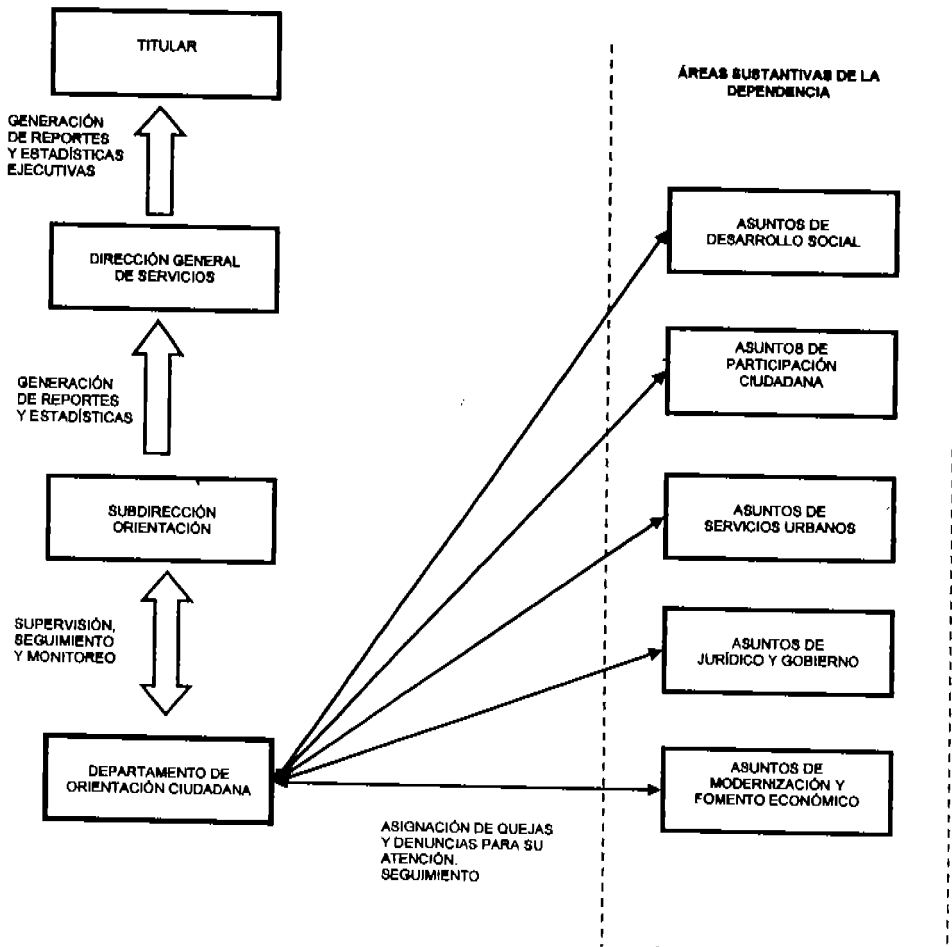 TITULAR
GENERACIÓN
DE REPORTES
Y ESTADÍSTICAS
EJECUTIVAS
DIRECCIÓN GENERAL
DE SERVICIOS
GENERACIÓN
DE REPORTES
Y ESTADÍSTICAS
SUBDIRECCIÓN
ORIENTACIÓN
SUPERVISIÓN,
SEGUIMIENTO
Y MONITOREO
DEPARTAMENTO DE
ORIENTACIÓN CIUDADANA
ASIGNACIÓN DE QUEJAS
Y DENUNCIAS PARA SU
ATENCIÓN.
SEGUIMIENTO
ÁREAS SUSTANTIVAS DE LA
DEPENDENCIA
ASUNTOS DE
DESARROLLO SOCIAL
ASUNTOS DE
PARTICIPACIÓN
CIUDADANA
ASUNTOS DE
SERVICIOS URBANOS
ASUNTOS DE
JURÍDICO Y GOBIERNO
ASUNTOS DE
MODERNIZACIÓN Y
FOMENTO ECONÓMICO